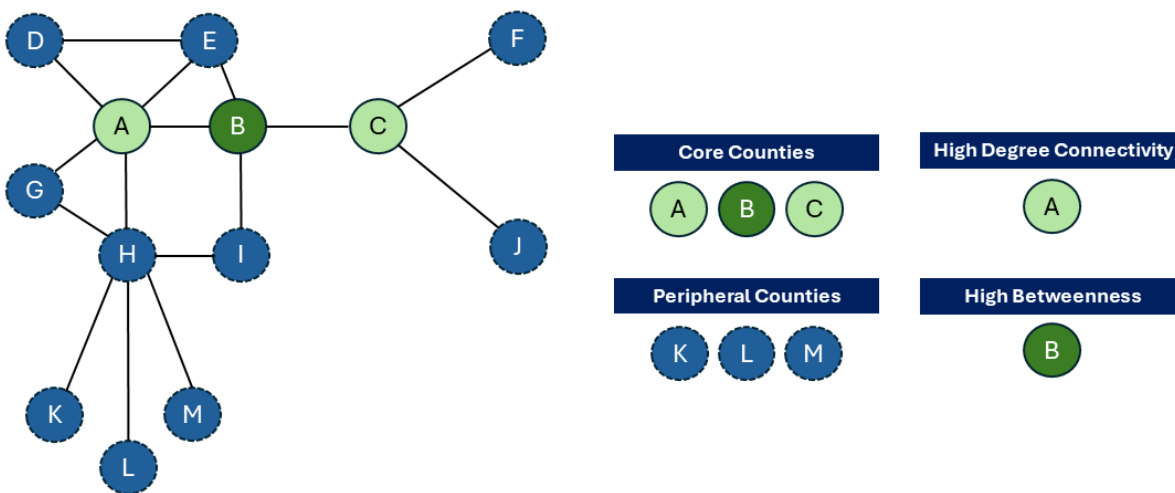 D E F
A B C
G
H I J
K M
L
Core Counties
A B C
High Degree Connectivity
A
Peripheral Counties
K L M
High Betweenness
B